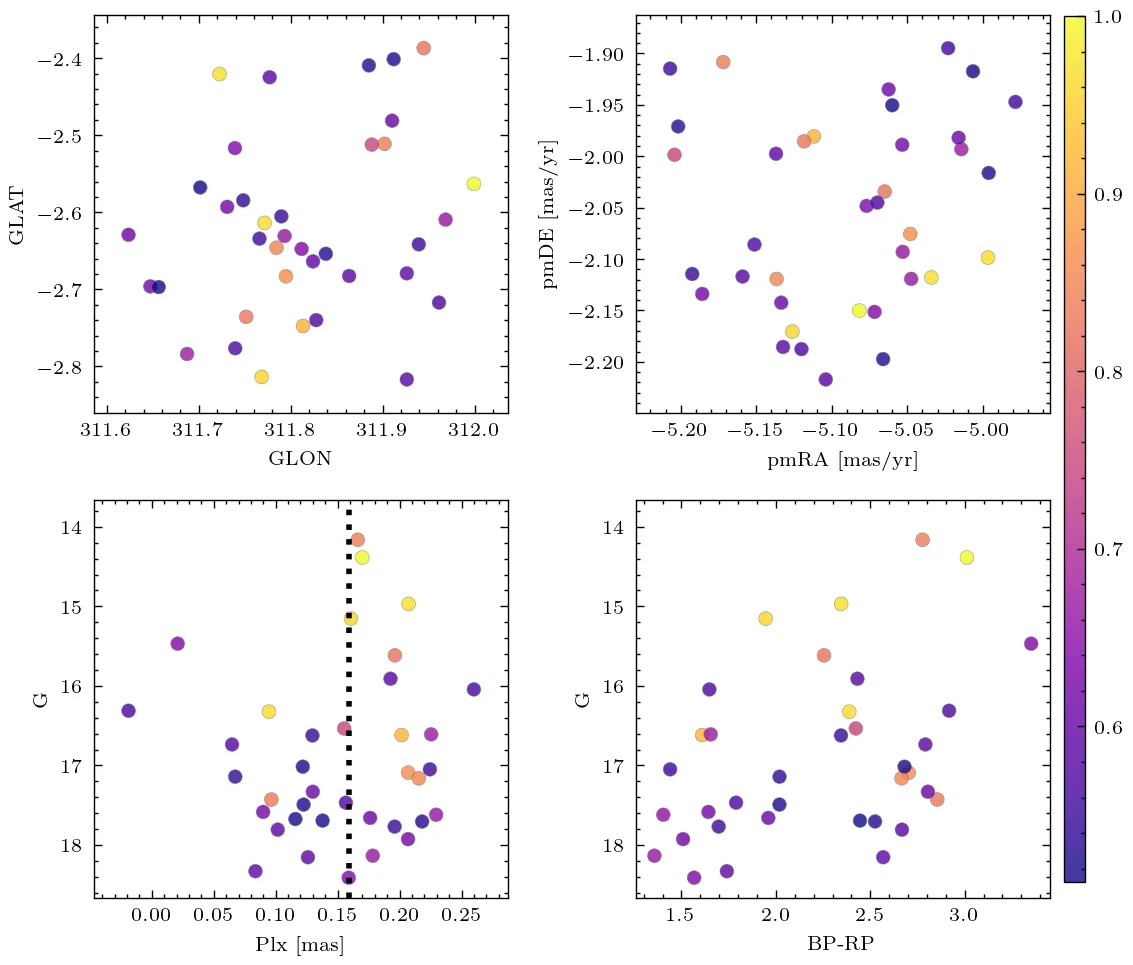 −2.4
−2.5
−2.6
−2.7
−2.8
GLAT
311.6 311.7 311.8 311.9 312.0
GLON
−1.90
−1.95
−2.00
−2.05
−2.10
−2.15
−2.20
pmDE [mas/yr]
−5.20 −5.15 −5.10 −5.05 −5.00
pmRA [mas/yr]
14
15
16
17
18
G
0.00 0.05 0.10 0.15 0.20 0.25
Plx [mas]
14
15
16
17
18
G
1.5 2.0 2.5 3.0
BP-RP
1.0
0.9
0.8
0.7
0.6